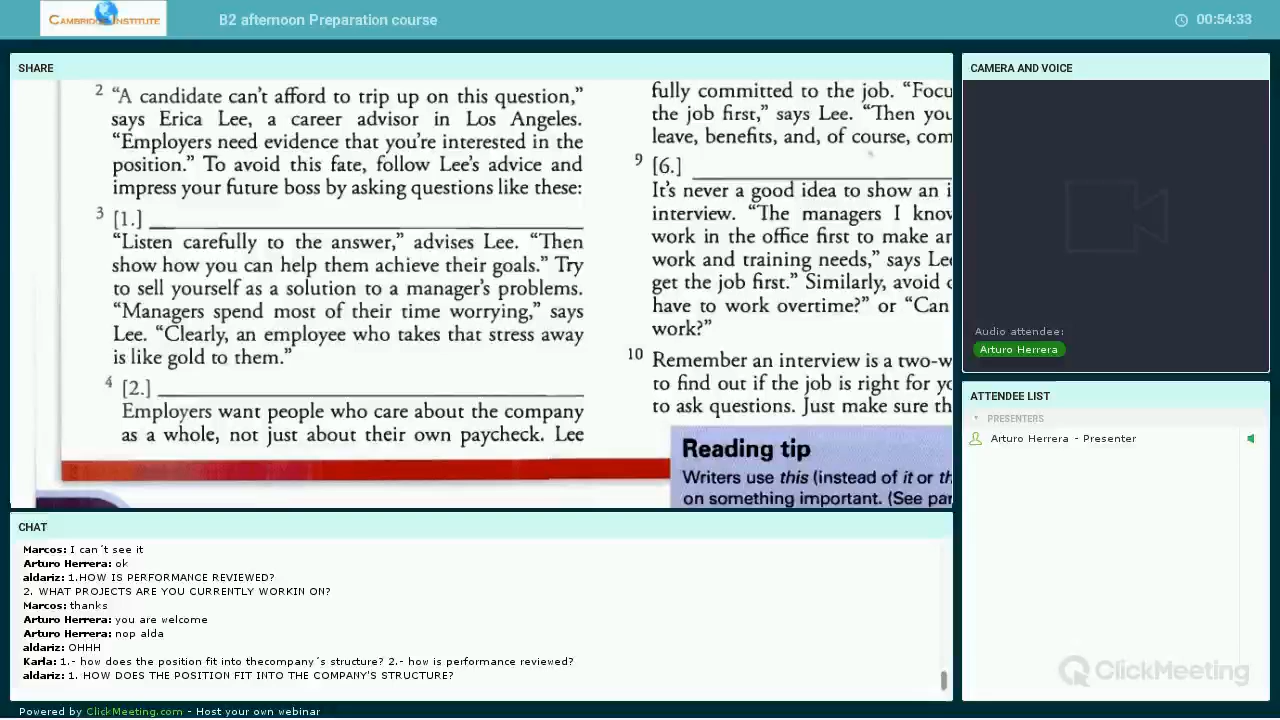 CAMBRIDGE INSTITUTE
B2 afternoon Preparation course
00:54:33
SHARE
2 “A candidate can't afford to trip up on this question,”
says Erica Lee, a career advisor in Los Angeles.
“Employers need evidence that you're interested in the
position.” To avoid this fate, follow Lee's advice and
impress your future boss by asking questions like these:
3 [1.]
“Listen carefully to the answer,” advises Lee. “Then
show how you can help them achieve their goals.” Try
to sell yourself as a solution to a manager's problems.
“Managers spend most of their time worrying,” says
Lee. “Clearly, an employee who takes that stress away
is like gold to them.”
4 [2.]
Employers want people who care about the company
as a whole, not just about their own paycheck. Lee
fully committed to the job. “Focu
the job first,” says Lee. “Then you
leave, benefits, and, of course, com
9 [6.]
It's never a good idea to show an i
interview. “The managers I know
work in the office first to make ar
work and training needs,” says Lee
get the job first.” Similarly, avoid
have to work overtime?” or “Can
work?”
10 Remember an interview is a two-w
to find out if the job is right for yo
to ask questions. Just make sure th
Reading tip
Writers use this (instead of it or th
on something important. (See par
CAMERA AND VOICE
Audio attendee:
Arturo Herrera
ATTENDEE LIST
PRESENTERS
Arturo Herrera - Presenter
ClickMeeting
CHAT
Marcos: I can´t see it
Arturo Herrera: ok
aldariz: 1.HOW IS PERFORMANCE REVIEWED?
2. WHAT PROJECTS ARE YOU CURRENTLY WORKIN ON?
Marcos: thanks
Arturo Herrera: you are welcome
Arturo Herrera: nop alda
aldariz: OHHH
Karla: 1.- how does the position fit into thecompany´s structure? 2.- how is performance reviewed?
aldariz: 1. HOW DOES THE POSITION FIT INTO THE COMPANY'S STRUCTURE?
Powered by ClickMeeting.com - Host your own webinar